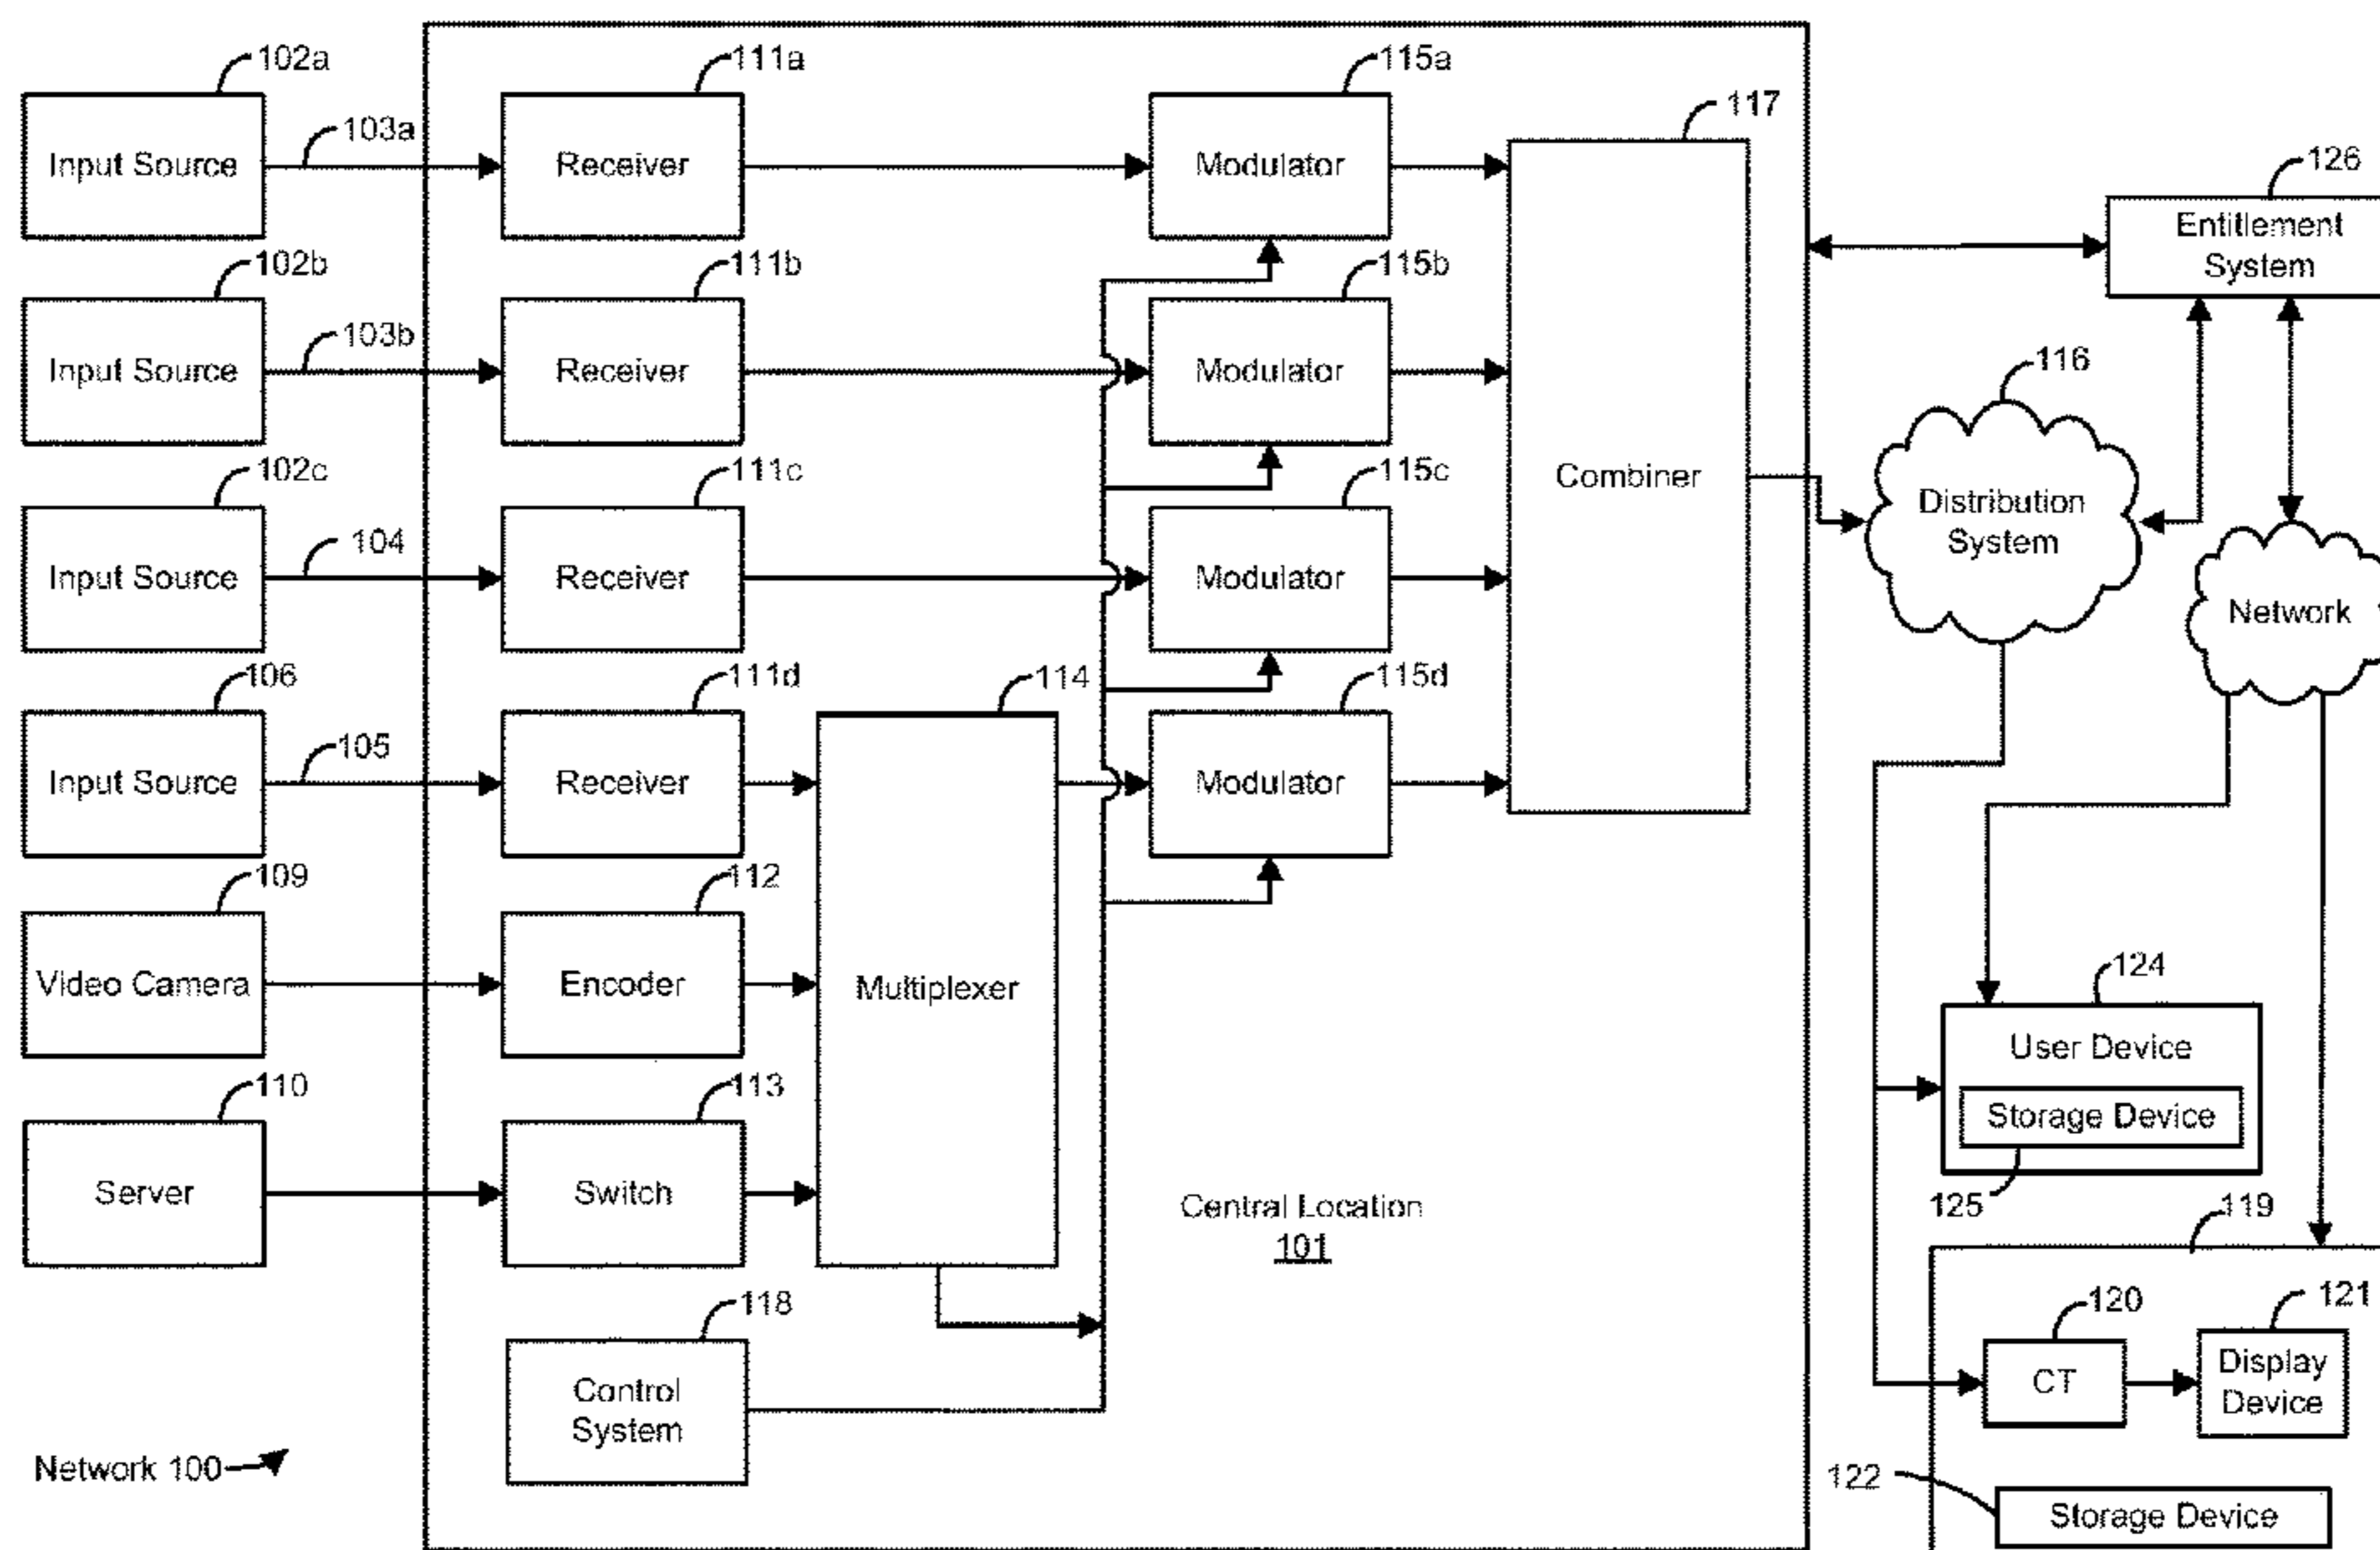 102a
111a
115a
117
103a
126
Input Source
Receiver
Modulator
Entitlement
System
102b
111b
115b
103b
116
Input Source
Receiver
Modulator
102c
111c
115c
Combiner
Distribution
System
104
Input Source
Receiver
Modulator
Network
106
111d
114
115d
105
Input Source
Receiver
Modulator
109
112
124
Video Camera
Encoder
Multiplexer
User Device
110
113
Storage Device
Server
Switch
Central Location
101
125
119
118
120
121
Control
System
CT
Display
Device
Network 100
122
Storage Device